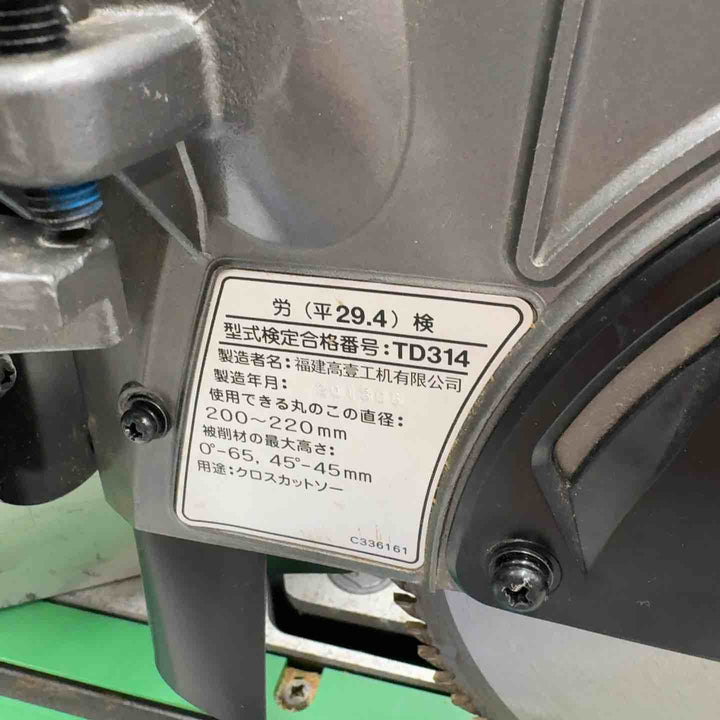 労（平29.4）検
型式検定合格番号:TD314
製造者名:福建高壹工机有限公司
製造年月:
使用できる丸のこの直径:
200～220mm
被削材の最大高さ:
0°-65, 45°-45mm
用途:クロスカットソー
C336161